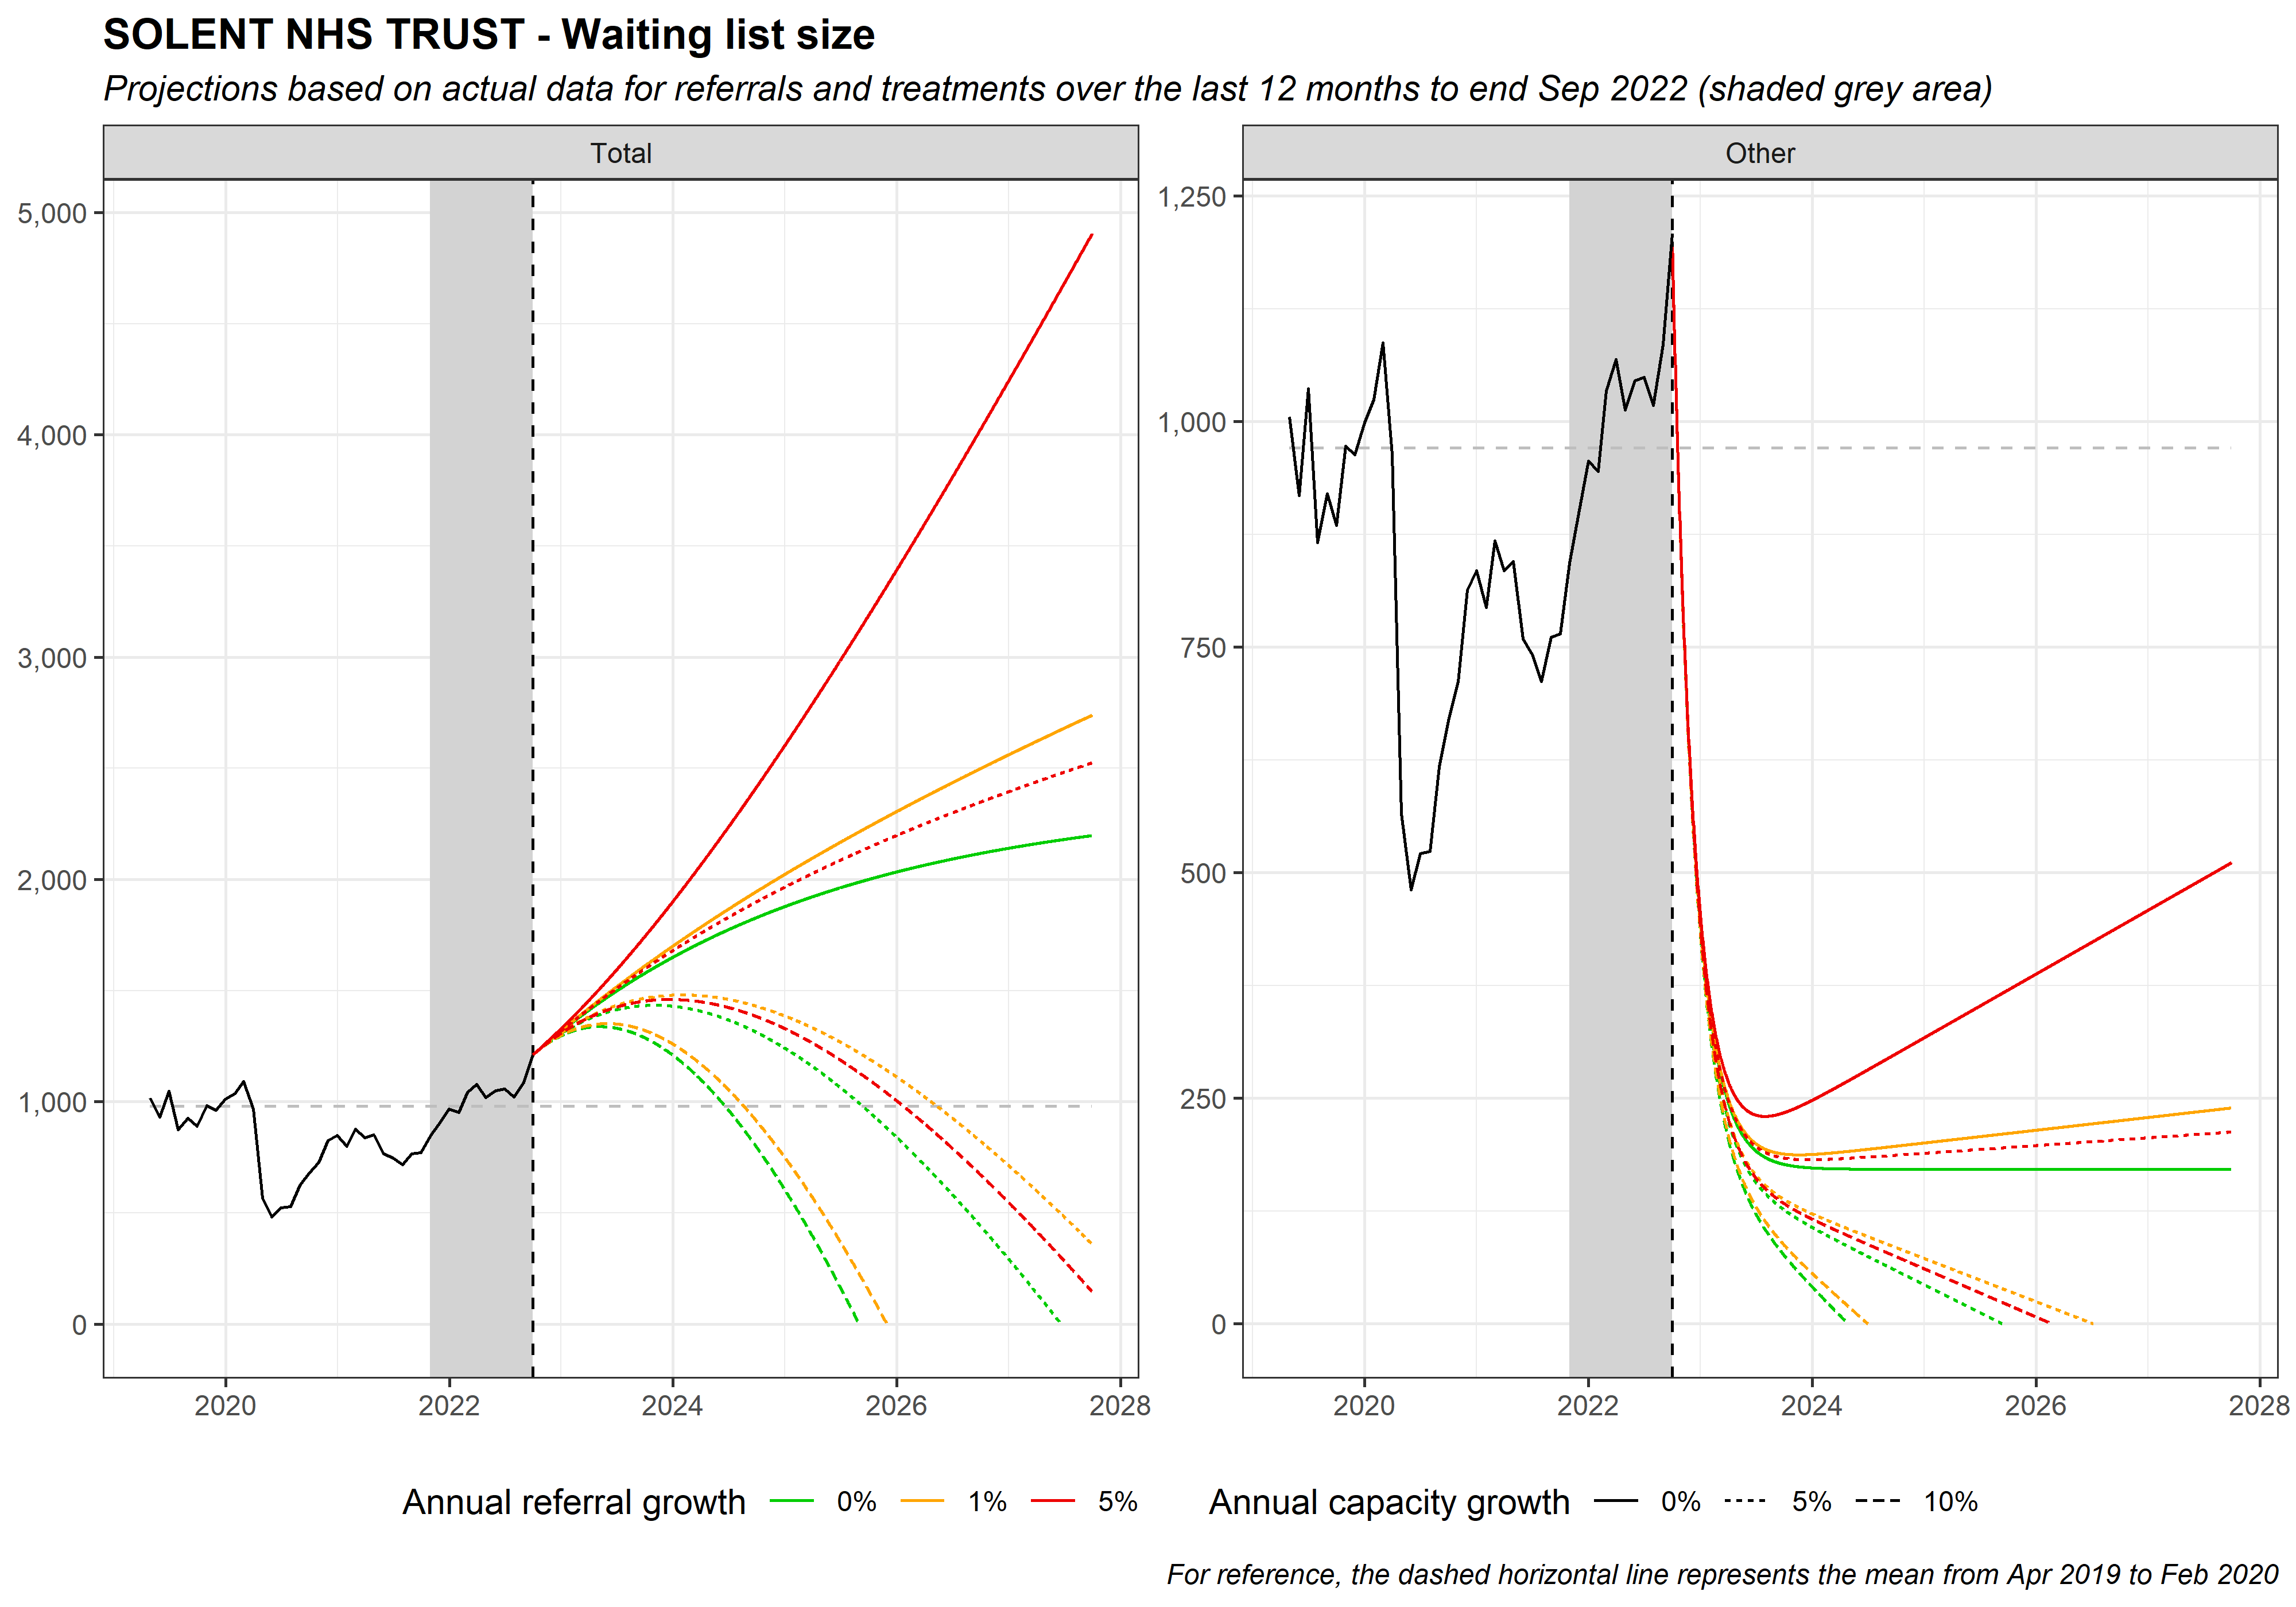 SOLENT NHS TRUST - Waiting list size
Projections based on actual data for referrals and treatments over the last 12 months to end Sep 2022 (shaded grey area)
Total
5,000
4,000
3,000
2,000
1,000
0
2020 2022 2024 2026 2028
Other
1,250
1,000
750
500
250
0
2020 2022 2024 2026 2028
Annual referral growth 0% 1% 5%
Annual capacity growth 0% 5% 10%
For reference, the dashed horizontal line represents the mean from Apr 2019 to Feb 2020